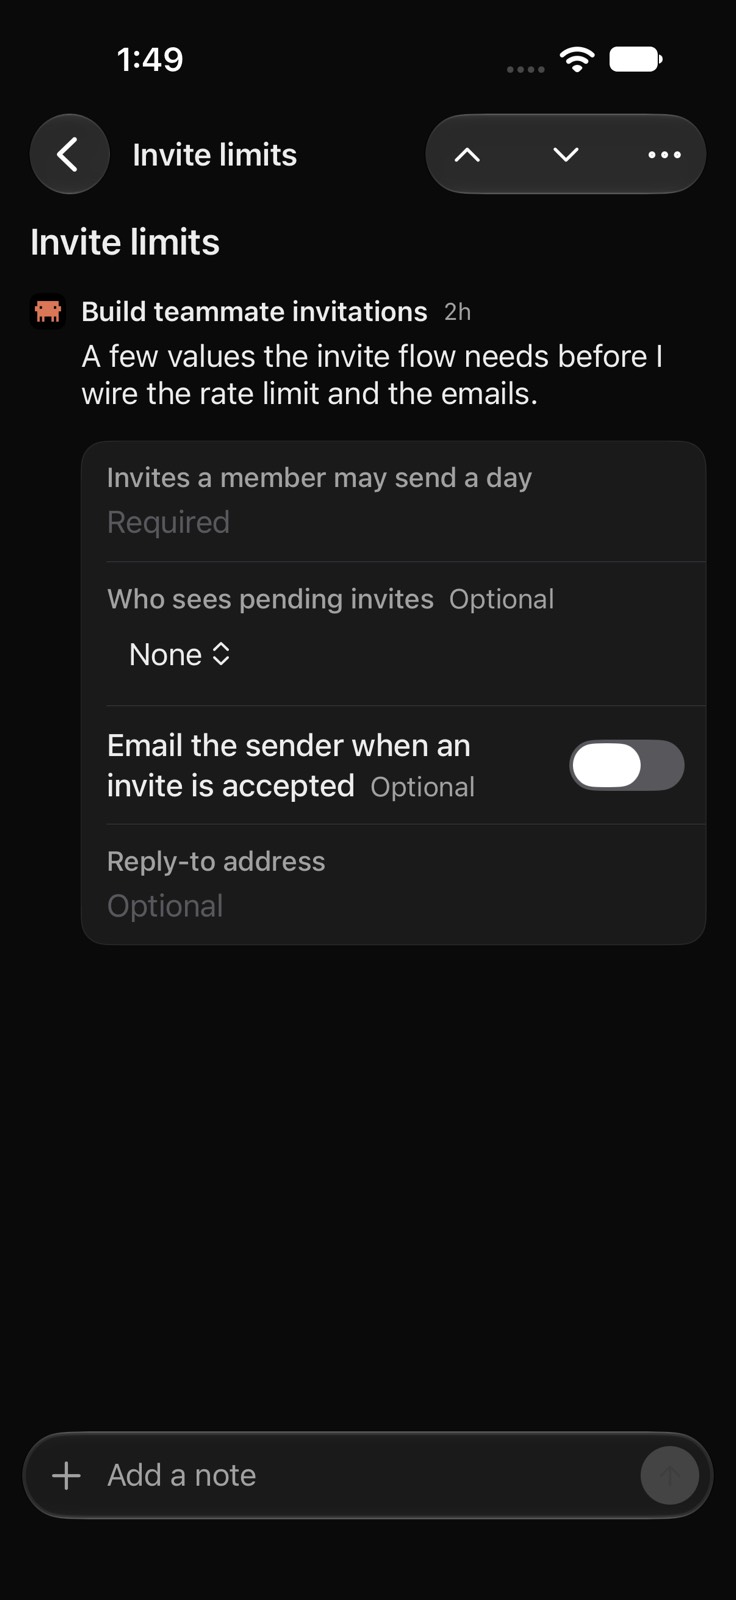 1:49
Invite limits
Invite limits
Build teammate invitations 2h
A few values the invite flow needs before I
wire the rate limit and the emails.
Invites a member may send a day
Required
Who sees pending invites Optional
None
Email the sender when an
invite is accepted Optional
Reply-to address
Optional
Add a note